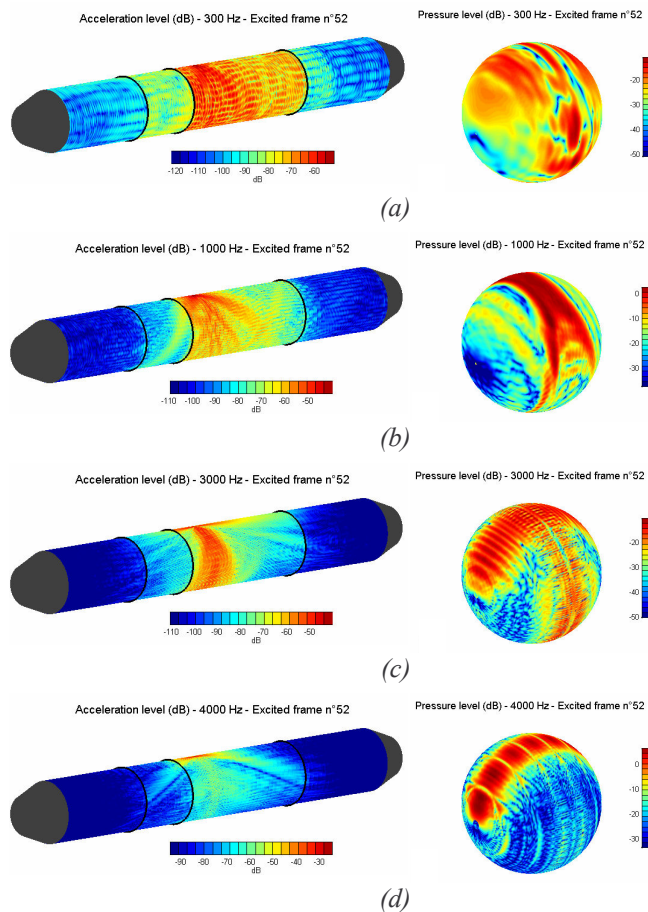 Acceleration level (dB) - 300 Hz - Excited frame n°52
Pressure level (dB) - 300 Hz - Excited frame n°52
-20
-30
-40
-50
-120 -110 -100 -90 -80 -70 -60
dB
(a)
Acceleration level (dB) - 1000 Hz - Excited frame n°52
Pressure level (dB) - 1000 Hz - Excited frame n°52
0
-10
-20
-30
-110 -100 -90 -80 -70 -60 -50
dB
(b)
Acceleration level (dB) - 3000 Hz - Excited frame n°52
Pressure level (dB) - 3000 Hz - Excited frame n°52
-20
-30
-40
-50
-110 -100 -90 -80 -70 -60 -50
dB
(c)
Acceleration level (dB) - 4000 Hz - Excited frame n°52
Pressure level (dB) - 4000 Hz - Excited frame n°52
0
-10
-20
-30
-90 -80 -70 -60 -50 -40 -30
dB
(d)